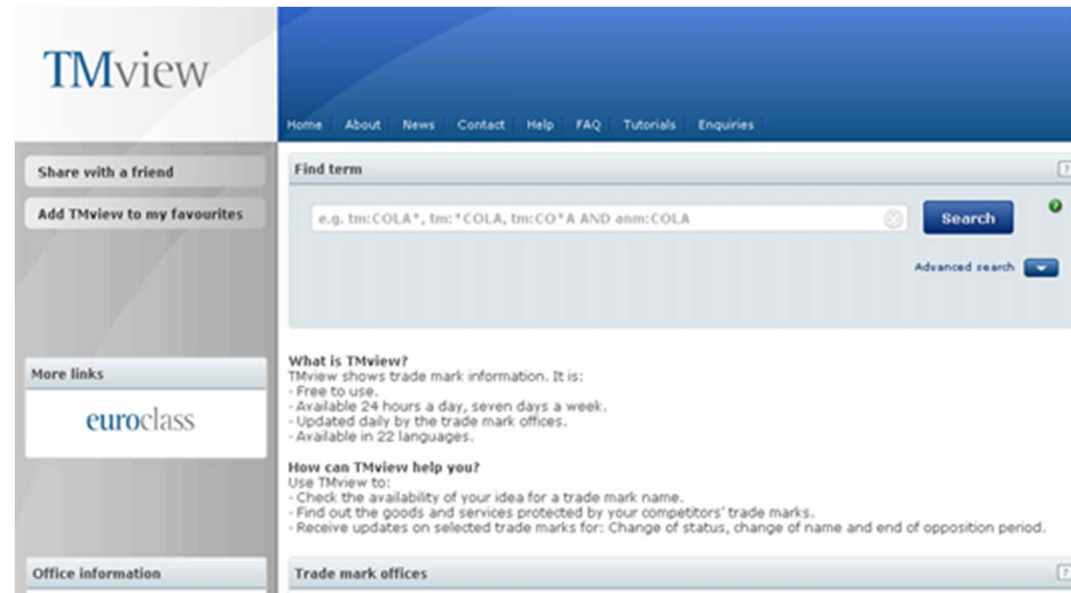 TMview
Home About News Contact Help FAQ Tutorials Enquiries
Share with a friend
Add TMview to my favourites
Find term
?
e.g. tm:COLA*, tm:*COLA, tm:CO*A AND anm:COLA
Search
?
Advanced search
More links
euroclass
What is TMview?
TMview shows trade mark information. It is:
- Free to use.
- Available 24 hours a day, seven days a week.
- Updated daily by the trade mark offices.
- Available in 22 languages.
How can TMview help you?
Use TMview to:
- Check the availability of your idea for a trade mark name.
- Find out the goods and services protected by your competitors' trade marks.
- Receive updates on selected trade marks for: Change of status, change of name and end of opposition period.
Office information
Trade mark offices
?